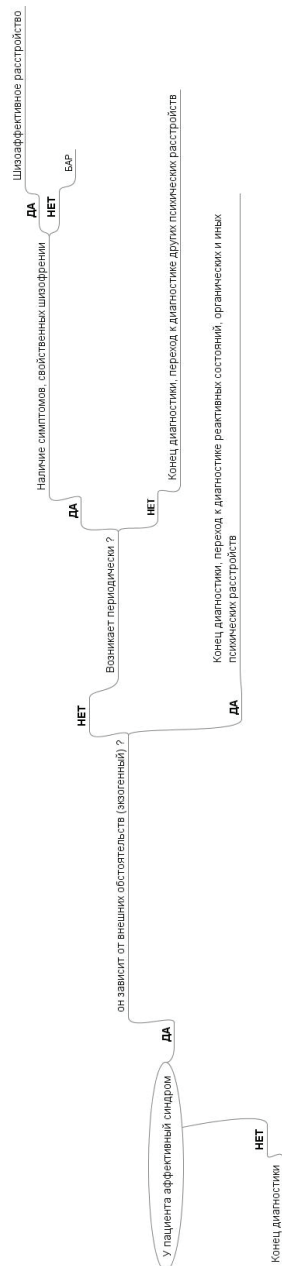 У пациента аффективный синдром
НЕТ
Конец диагностики
ДА
он зависит от внешних обстоятельств (экзогенный) ?
НЕТ
Возникает периодически ?
ДА
Наличие симптомов, свойственных шизофрении
ДА
Шизоаффективное расстройство
НЕТ
БАР
НЕТ
Конец диагностики, переход к диагностике других психических расстройств
ДА
Конец диагностики, переход к диагностике реактивных состояний, органических и иных
психических расстройств